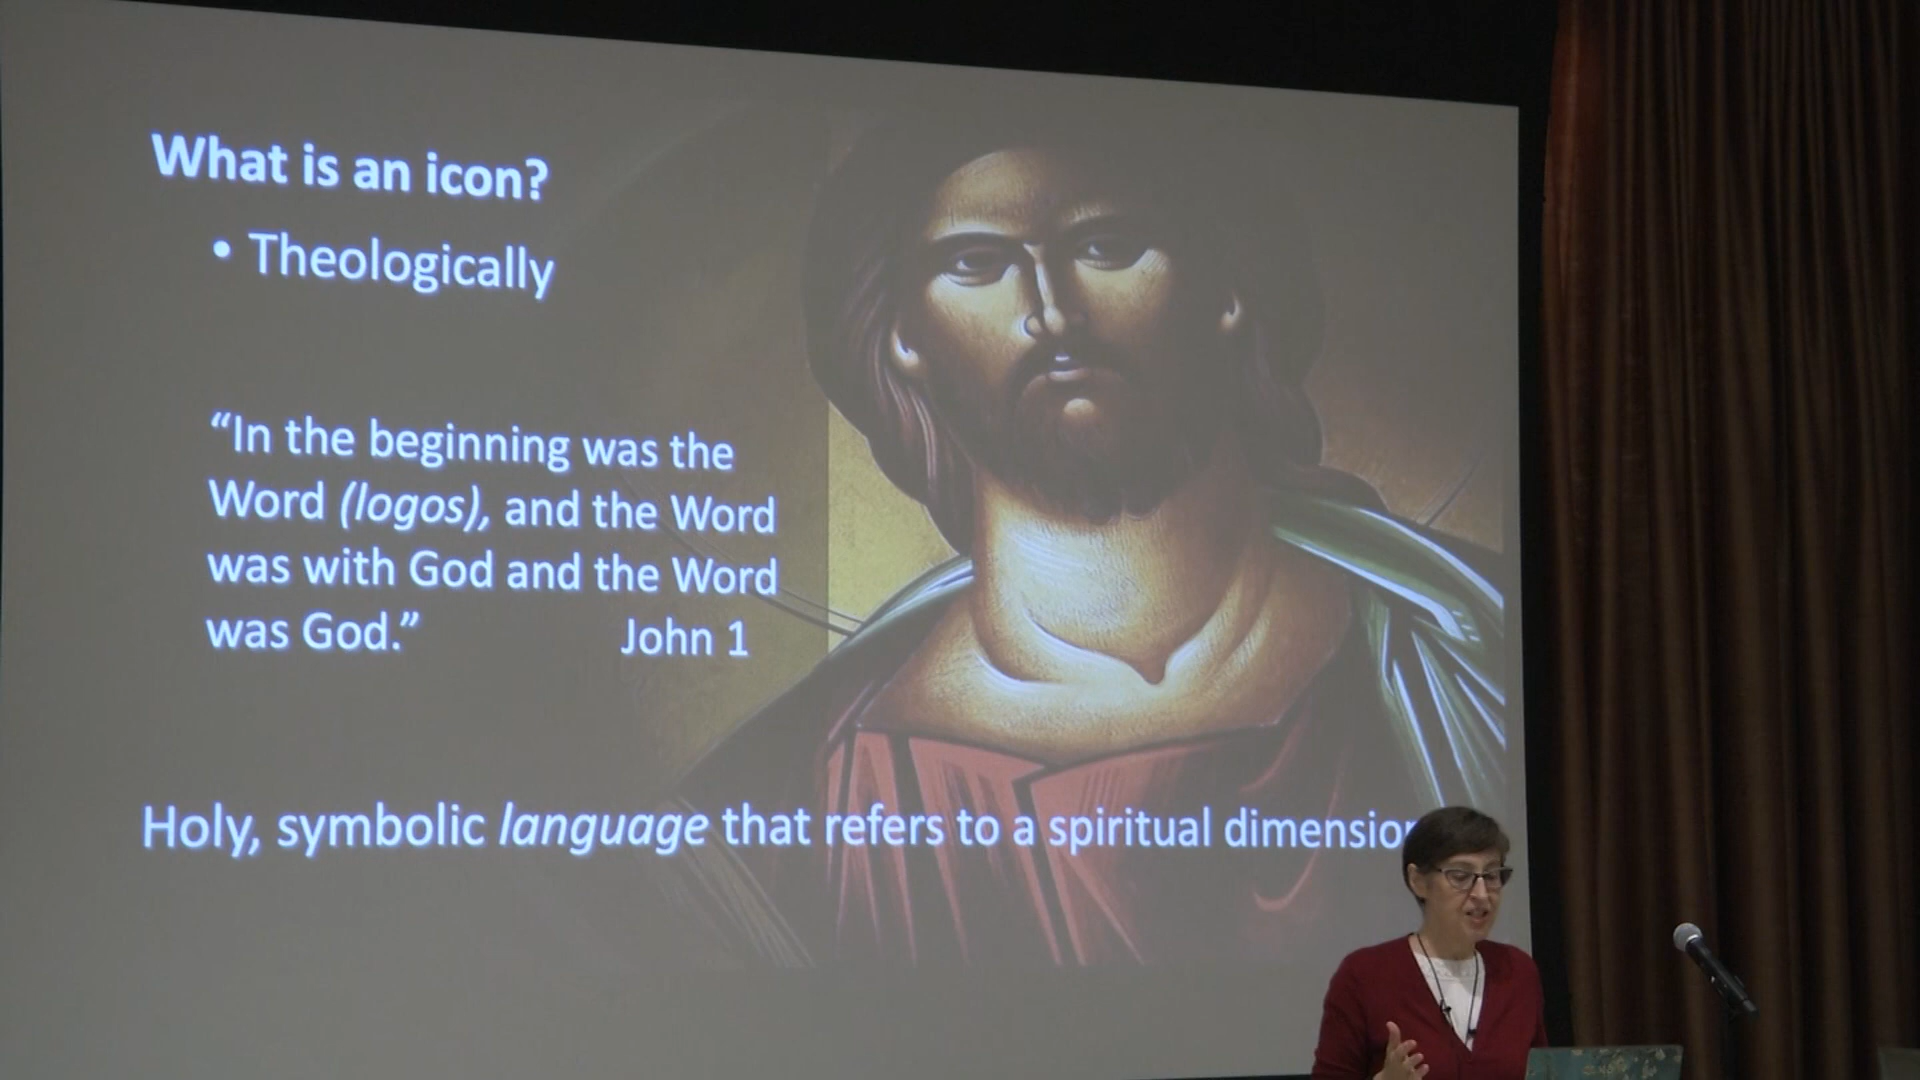 What is an icon?
• Theologically
“In the beginning was the
Word (logos), and the Word
was with God and the Word
was God.” John 1
Holy, symbolic language that refers to a spiritual dimension